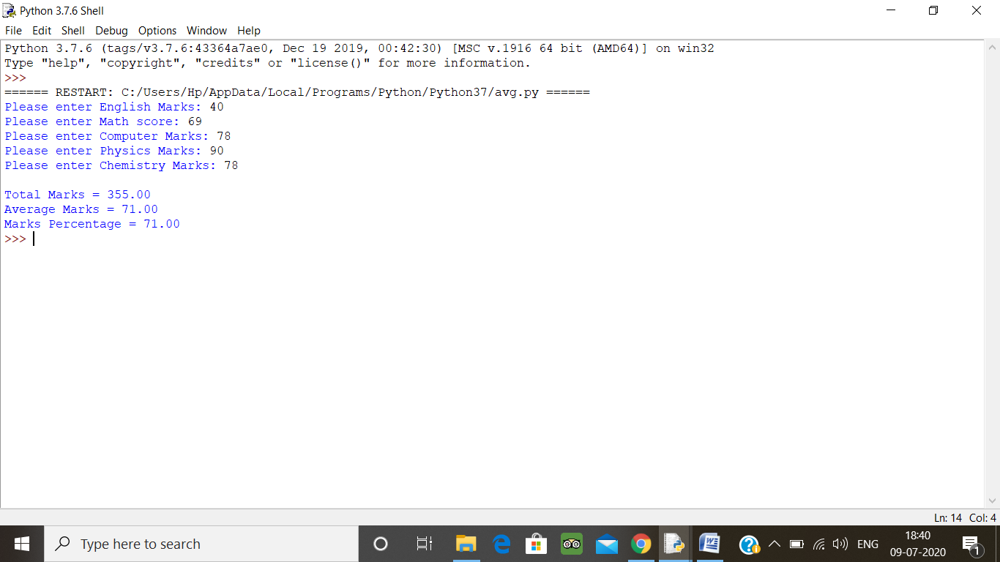 Python 3.7.6 Shell
File Edit Shell Debug Options Window Help
Python 3.7.6 (tags/v3.7.6:43364a7ae0, Dec 19 2019, 00:42:30) [MSC v.1916 64 bit (AMD64)] on win32
Type "help", "copyright", "credits" or "license()" for more information.
>>>
====== RESTART: C:/Users/Hp/AppData/Local/Programs/Python/Python37/avg.py ======
Please enter English Marks: 40
Please enter Math score: 69
Please enter Computer Marks: 78
Please enter Physics Marks: 90
Please enter Chemistry Marks: 78
Total Marks = 355.00
Average Marks = 71.00
Marks Percentage = 71.00
>>>
Ln: 14 Col: 4
Type here to search
ENG
18:40
09-07-2020
1